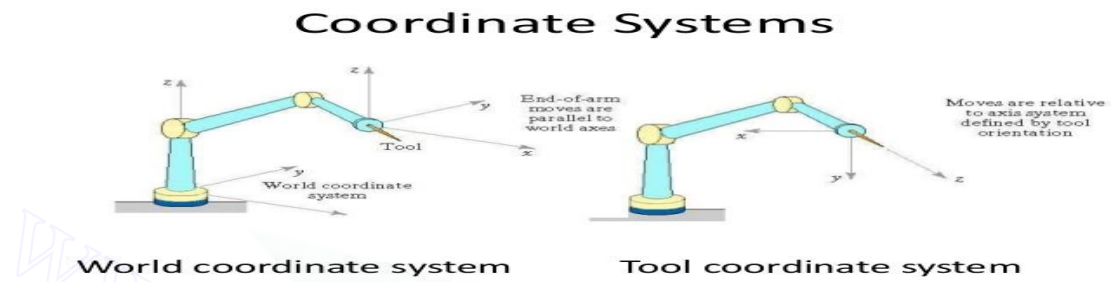 Coordinate Systems
z
z
y
End-of-arm
moves are
parallel to
world axes
x
Tool
y
World coordinate
system
Moves are relative
to axis system
defined by tool
orientation
x
y
z
World coordinate system
Tool coordinate system